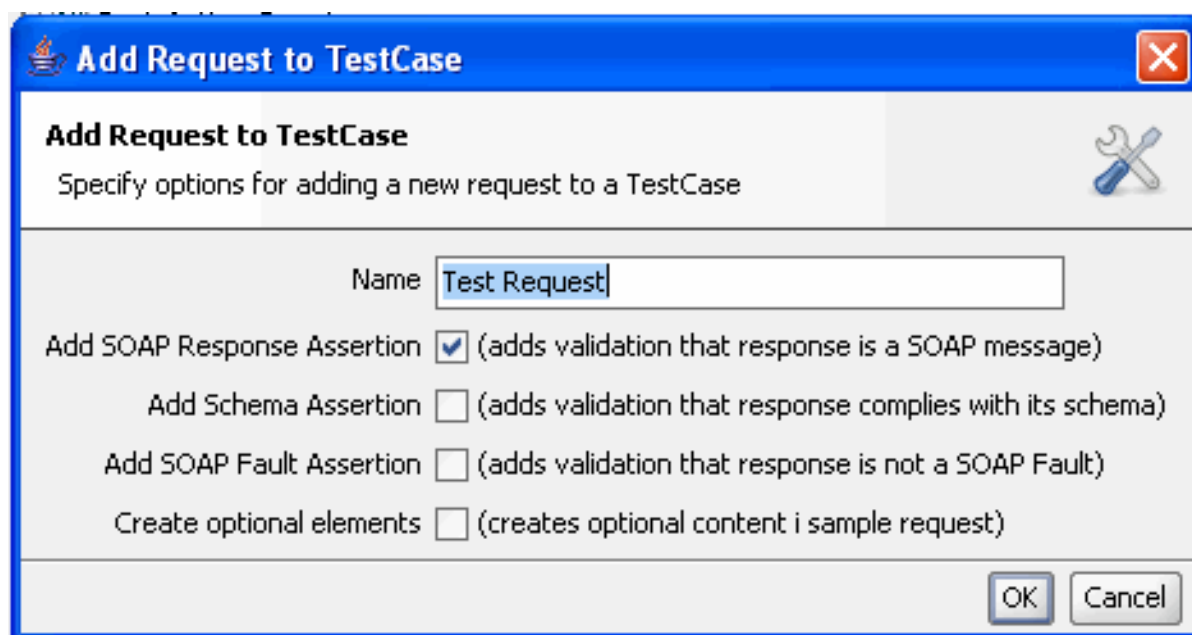 Add Request to TestCase
Add Request to TestCase
Specify options for adding a new request to a TestCase
Name Test Request
Add SOAP Response Assertion (adds validation that response is a SOAP message)
Add Schema Assertion (adds validation that response complies with its schema)
Add SOAP Fault Assertion (adds validation that response is not a SOAP Fault)
Create optional elements (creates optional content i sample request)
OK Cancel